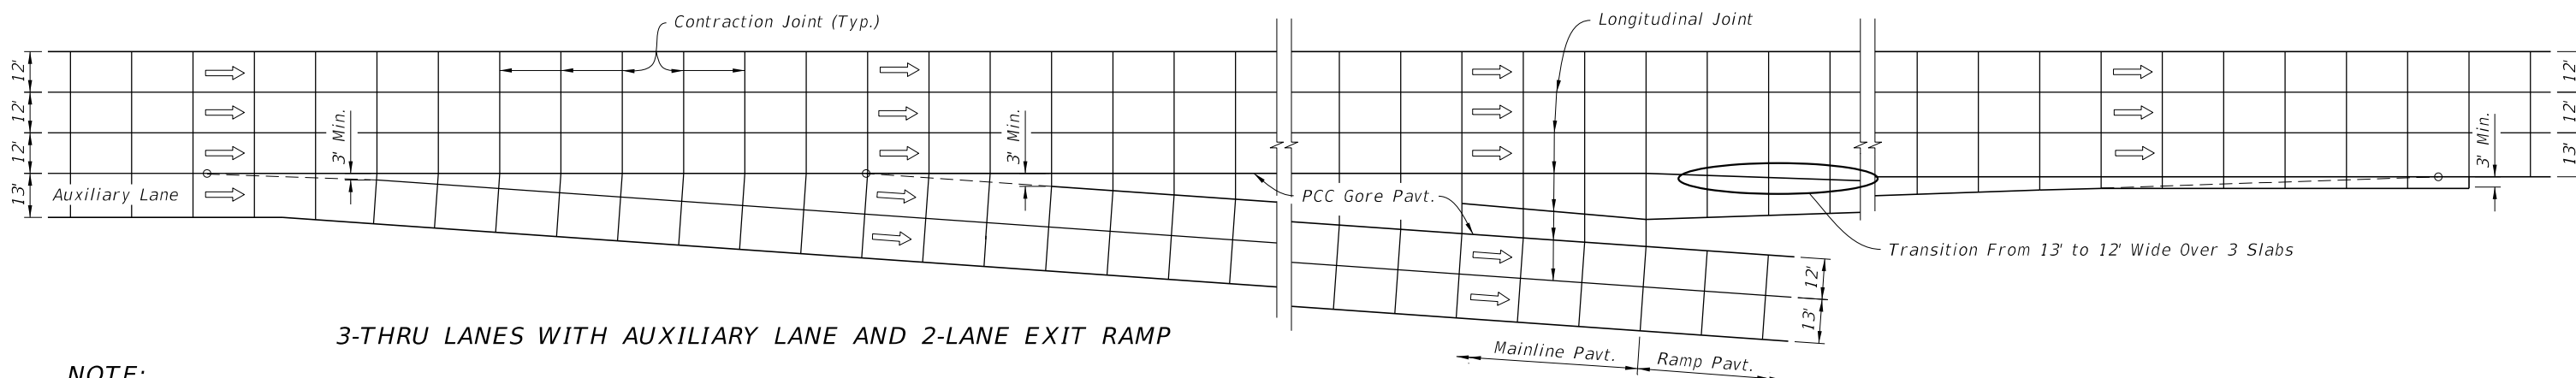 Contraction Joint (Typ.)
Longitudinal Joint
12'
12'
12'
13'
3' Min.
3' Min.
12'
12'
13'
3' Min.
Auxiliary Lane
PCC Gore Pavt.
Transition From 13' to 12' Wide Over 3 Slabs
12'
13'
3-THRU LANES WITH AUXILIARY LANE AND 2-LANE EXIT RAMP
Mainline Pavt.
Ramp Pavt.
NOTE: